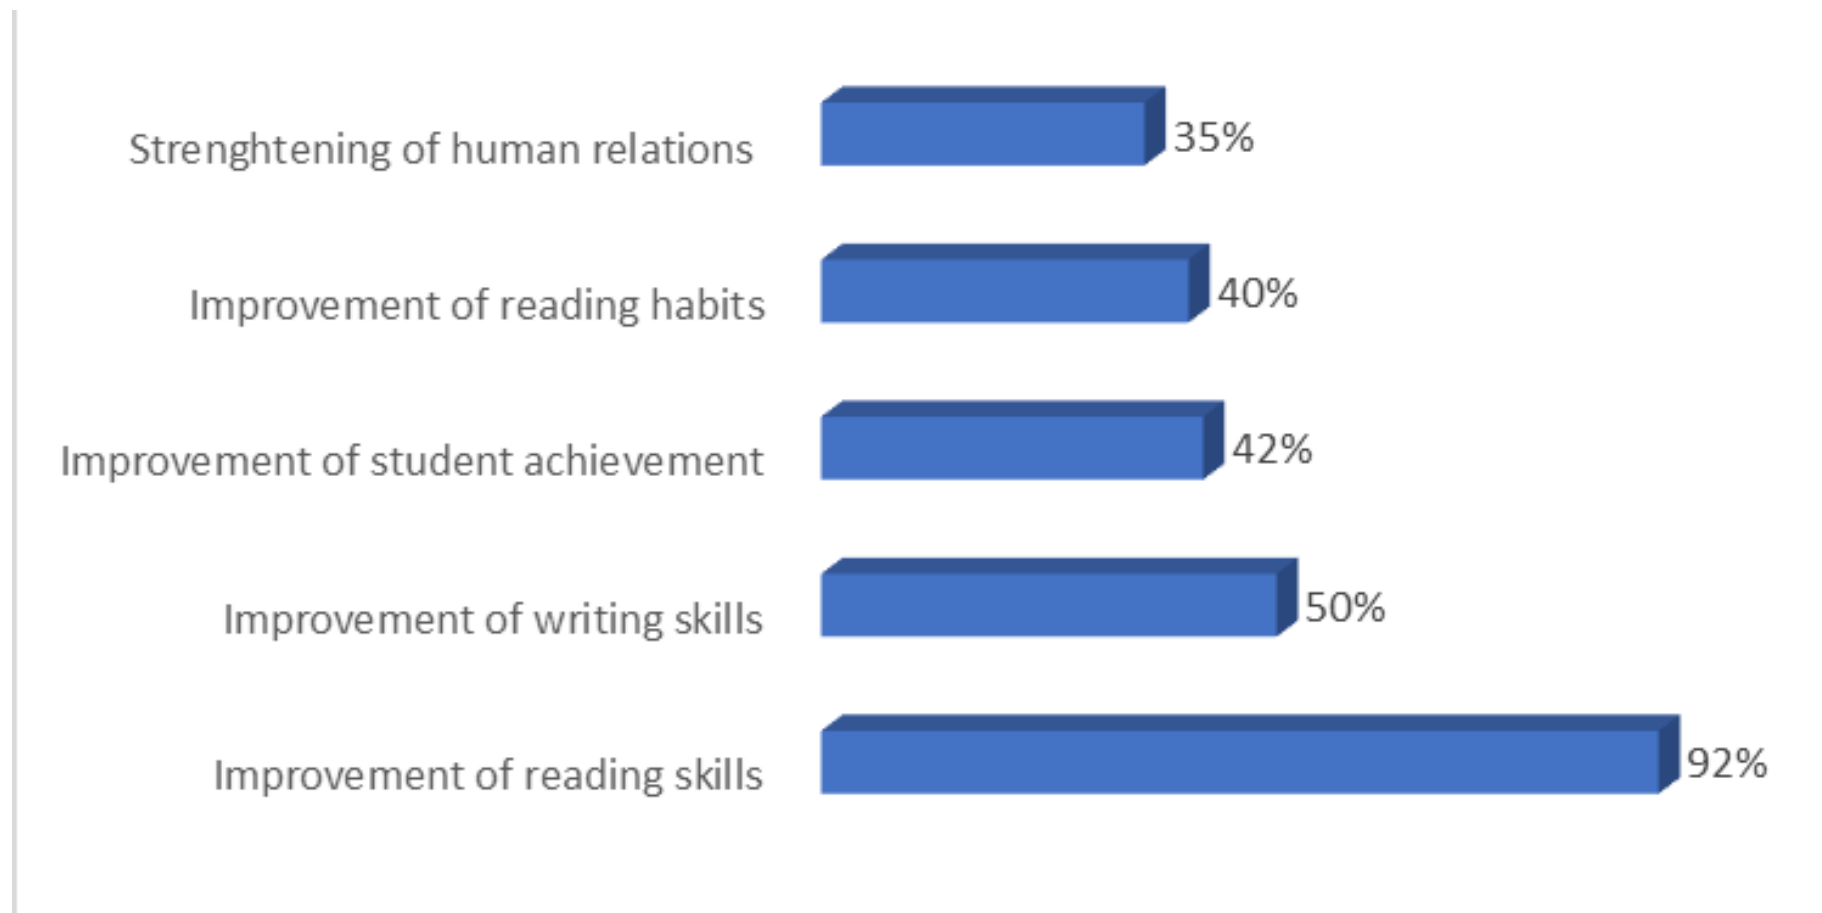 Strenghtening of human relations 35%
Improvement of reading habits 40%
Improvement of student achievement 42%
Improvement of writing skills 50%
Improvement of reading skills 92%